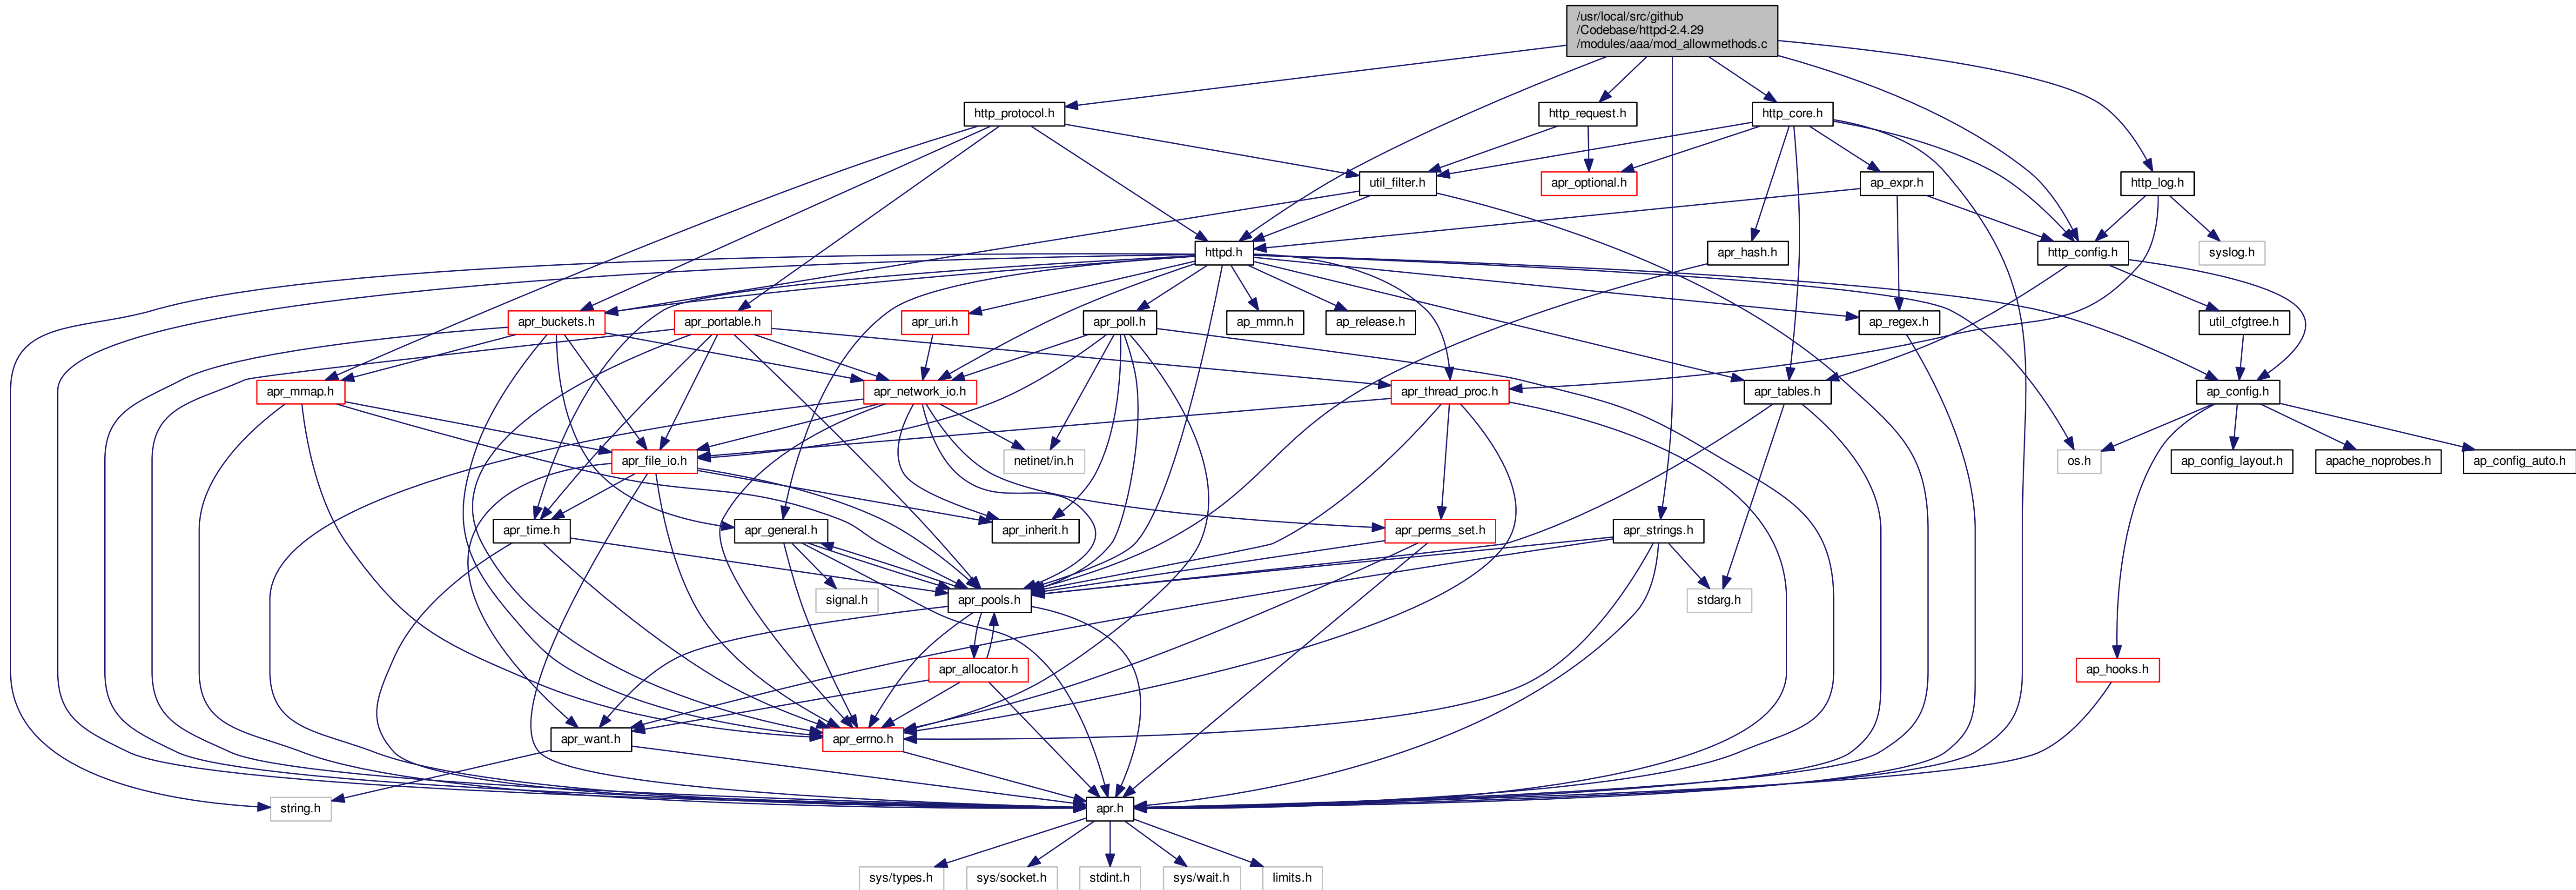 /usr/local/src/github
/Codebase/httpd-2.4.29
/modules/aaa/mod_allowmethods.c
http_protocol.h
http_request.h
http_core.h
util_filter.h
apr_optional.h
ap_expr.h
http_log.h
httpd.h
apr_hash.h
http_config.h
syslog.h
apr_buckets.h
apr_portable.h
apr_uri.h
apr_poll.h
ap_mmn.h
ap_release.h
ap_regex.h
util_cfgtree.h
apr_mmap.h
apr_network_io.h
apr_thread_proc.h
apr_tables.h
ap_config.h
apr_file_io.h
netinet/in.h
os.h
ap_config_layout.h
apache_noprobes.h
ap_config_auto.h
apr_time.h
apr_general.h
apr_inherit.h
apr_perms_set.h
apr_strings.h
signal.h
apr_pools.h
stdarg.h
apr_allocator.h
ap_hooks.h
apr_want.h
apr_errno.h
string.h
apr.h
sys/types.h
sys/socket.h
stdint.h
sys/wait.h
limits.h